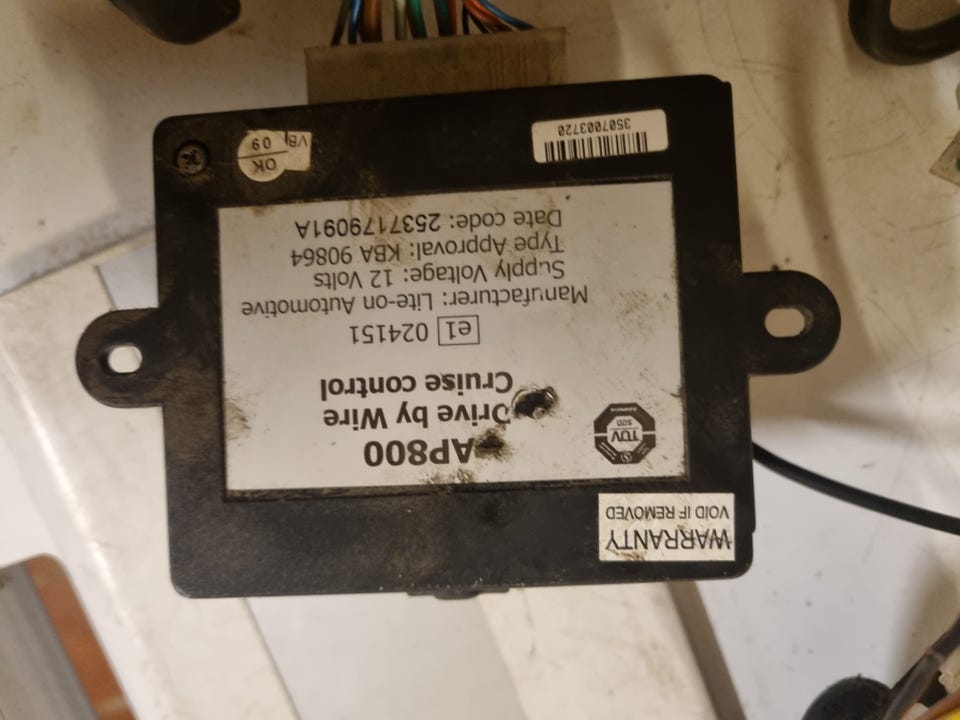 AP800
Drive by Wire
Cruise control
e1 024151
Manufacturer: Lite-on Automotive
Supply Voltage: 12 Volts
Type Approval: KBA 90864
Date code: 2537179091A
WARRANTY
VOID IF REMOVED
TÜV
SÜD
3507003720
OK
VB 09